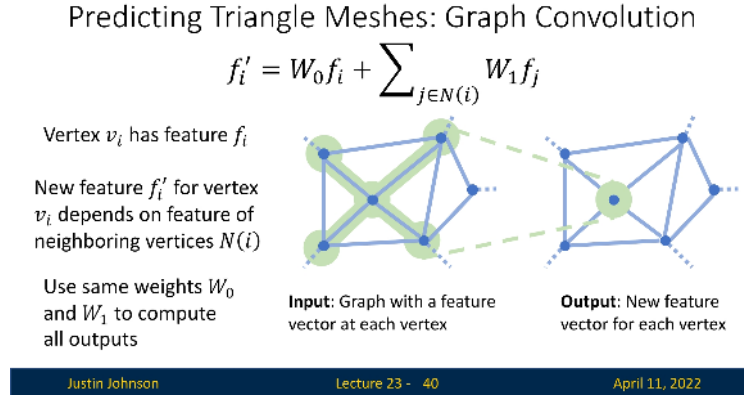 Predicting Triangle Meshes: Graph Convolution
f_i' = W_0 f_i + ∑_{j∈N(i)} W_1 f_j
Vertex v_i has feature f_i
New feature f_i' for vertex
v_i depends on feature of
neighboring vertices N(i)
Use same weights W_0
and W_1 to compute
all outputs
Input: Graph with a feature
vector at each vertex
Output: New feature
vector for each vertex
Justin Johnson
Lecture 23 - 40
April 11, 2022